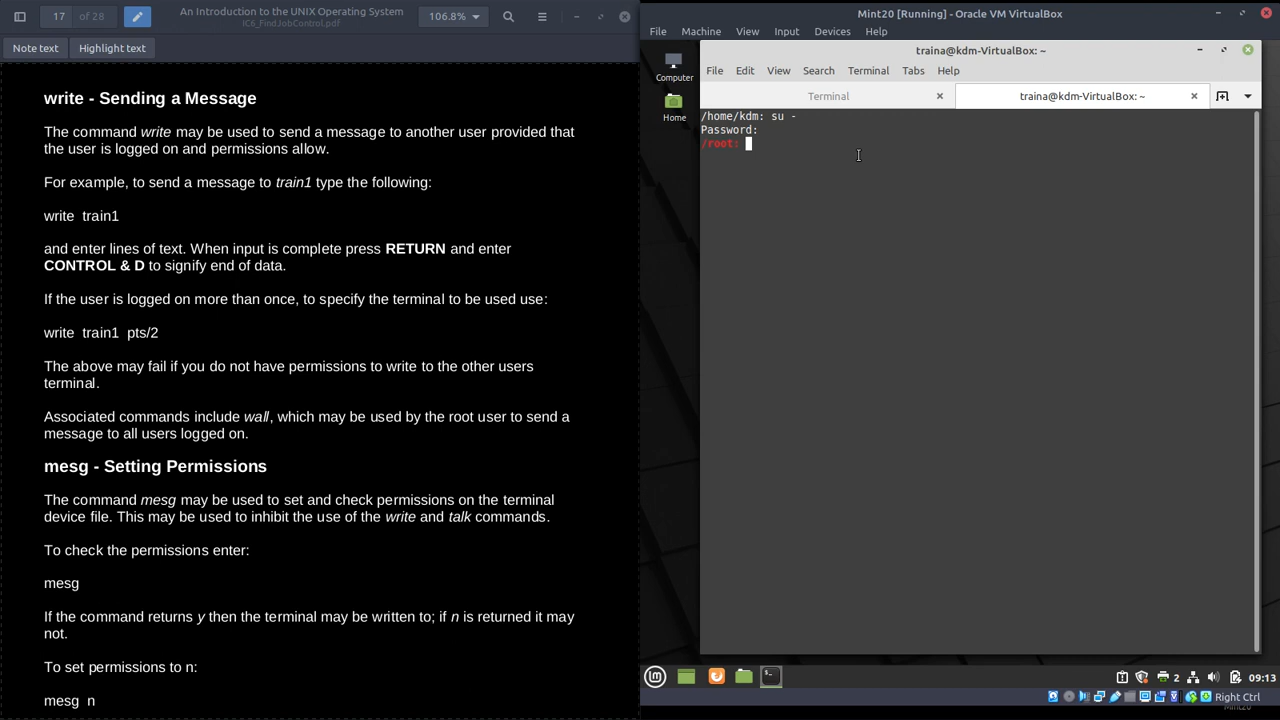 17 of 28
An Introduction to the UNIX Operating System
IC6_FindJobControl.pdf
106.8%
Note text
Highlight text
write - Sending a Message
The command write may be used to send a message to another user provided that
the user is logged on and permissions allow.
For example, to send a message to train1 type the following:
write train1
and enter lines of text. When input is complete press RETURN and enter
CONTROL & D to signify end of data.
If the user is logged on more than once, to specify the terminal to be used use:
write train1 pts/2
The above may fail if you do not have permissions to write to the other users
terminal.
Associated commands include wall, which may be used by the root user to send a
message to all users logged on.
mesg - Setting Permissions
The command mesg may be used to set and check permissions on the terminal
device file. This may be used to inhibit the use of the write and talk commands.
To check the permissions enter:
mesg
If the command returns y then the terminal may be written to; if n is returned it may
not.
To set permissions to n:
mesg n
Mint20 [Running] - Oracle VM VirtualBox
File Machine View Input Devices Help
Computer
Home
traina@kdm-VirtualBox: ~
File Edit View Search Terminal Tabs Help
Terminal
traina@kdm-VirtualBox: ~
/home/kdm: su -
Password:
/root:
2
09:13
Right Ctrl
Mint20